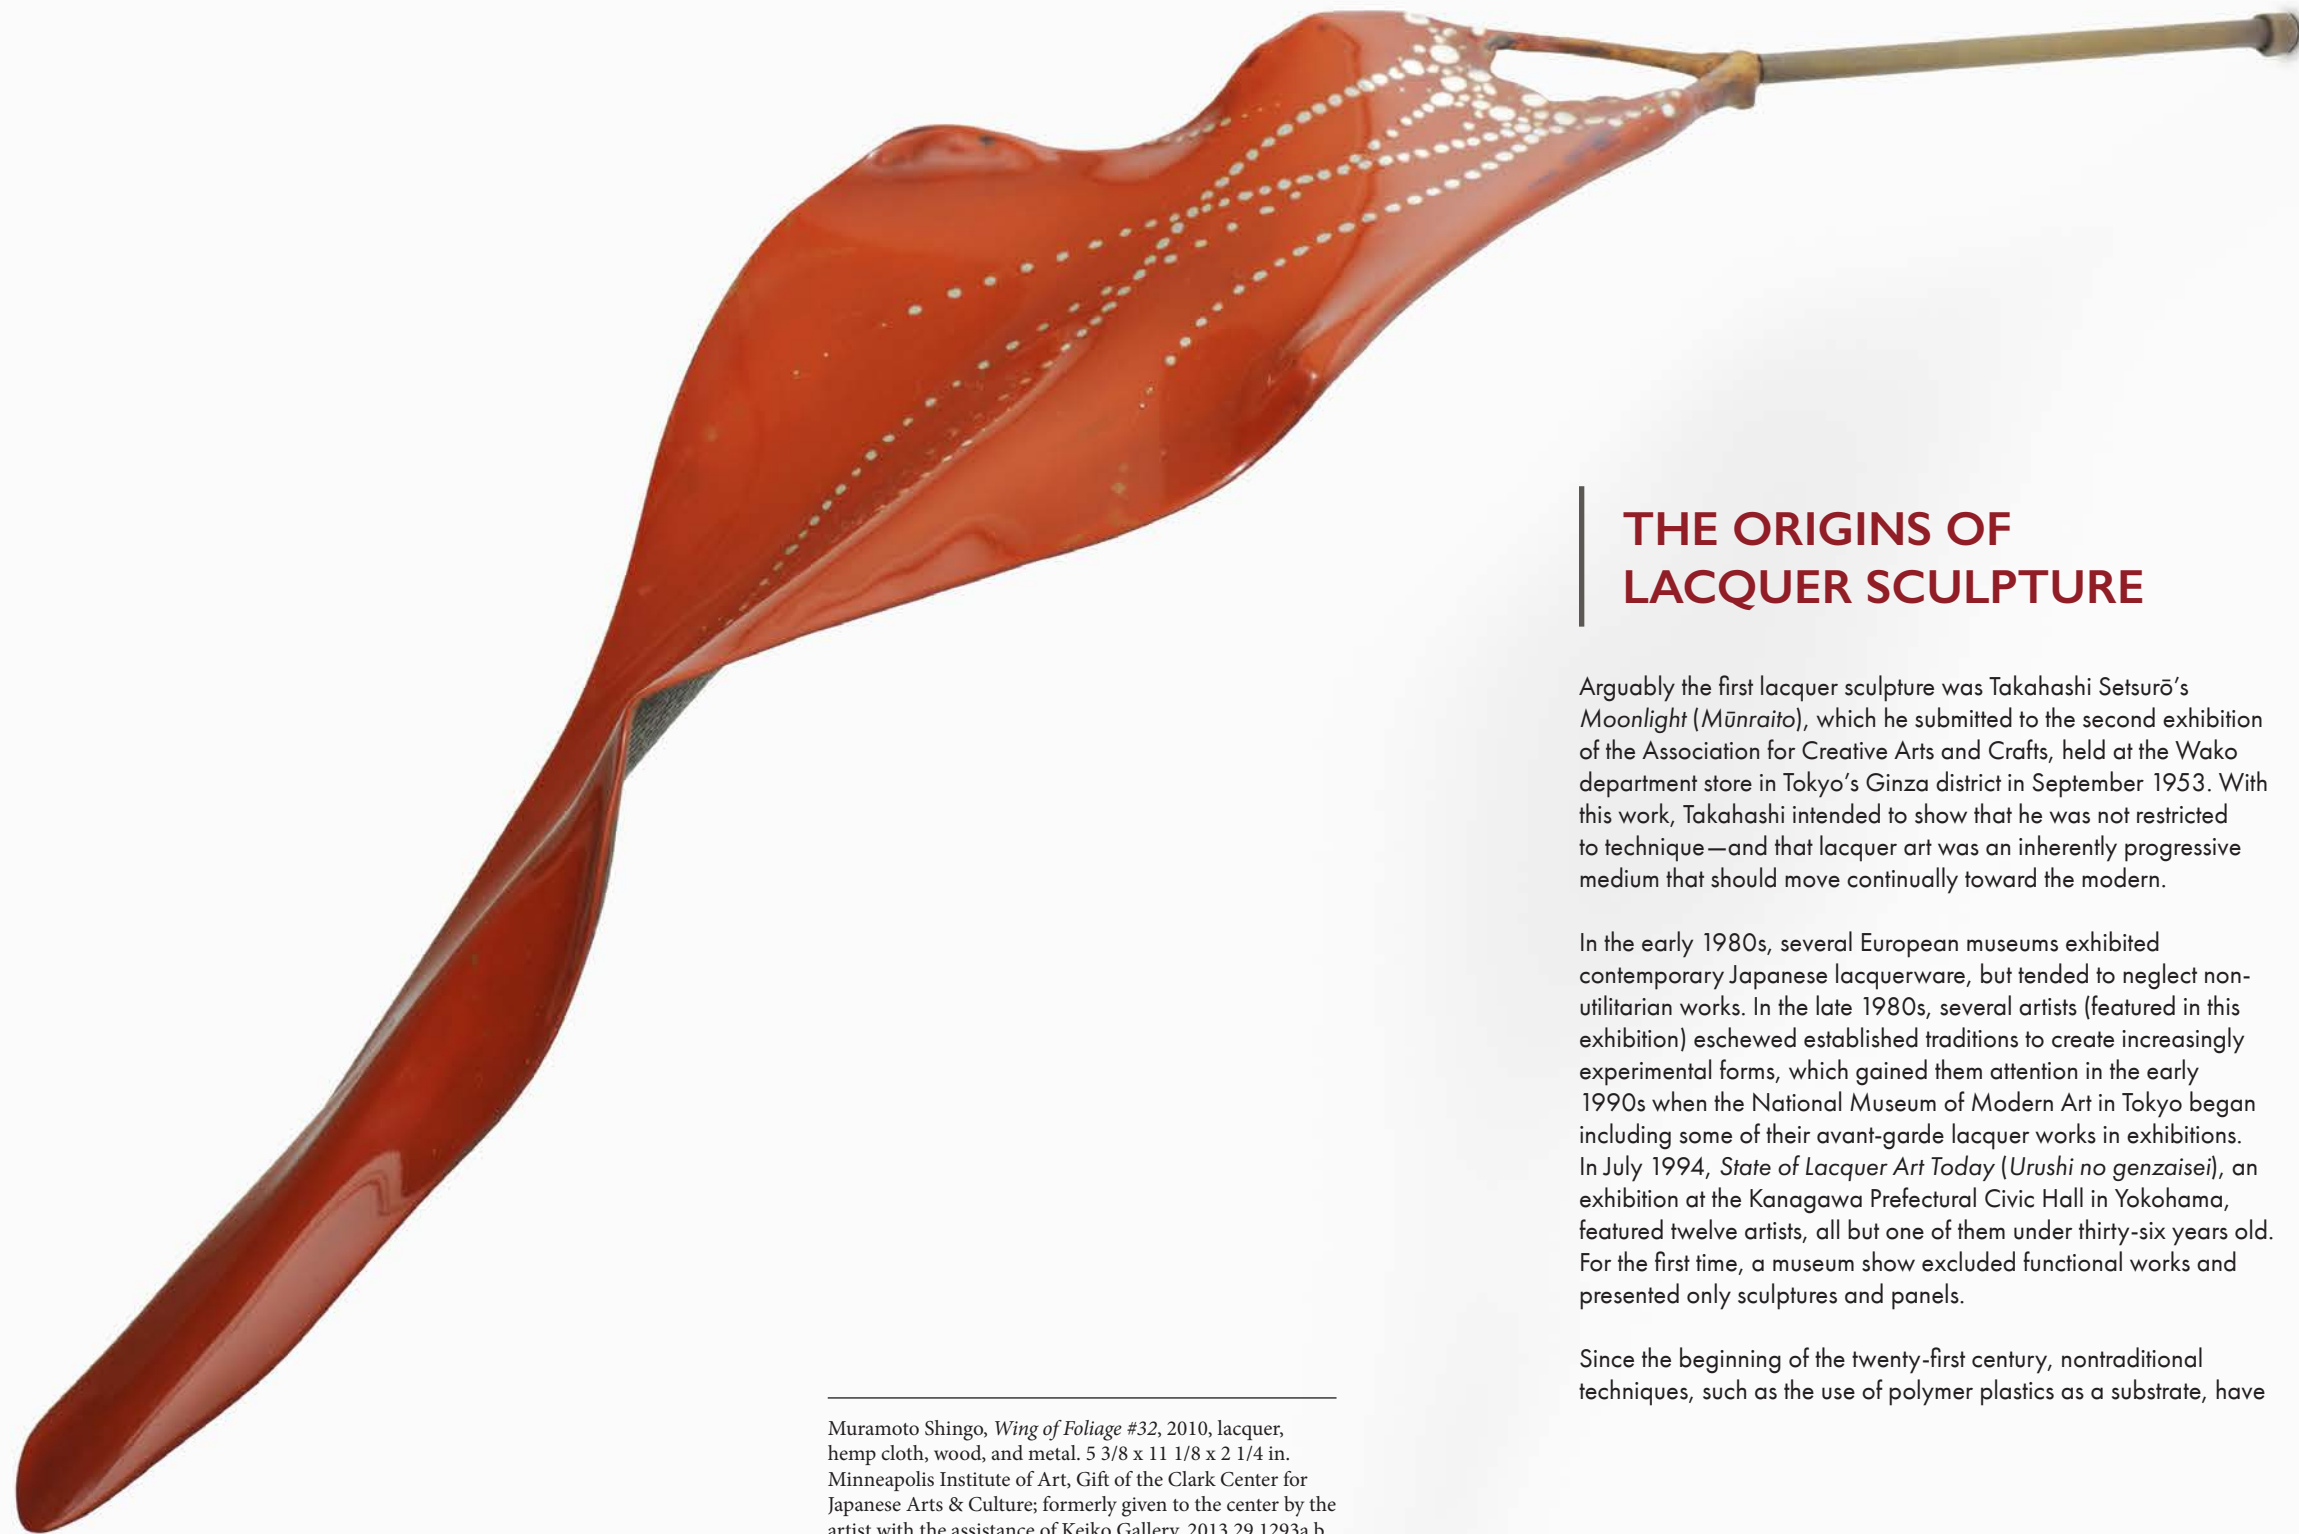 THE ORIGINS OF
LACQUER SCULPTURE
Arguably the first lacquer sculpture was Takahashi Setsurō’s
Moonlight (Mūnraito), which he submitted to the second exhibition
of the Association for Creative Arts and Crafts, held at the Wako
department store in Tokyo’s Ginza district in September 1953. With
this work, Takahashi intended to show that he was not restricted
to technique—and that lacquer art was an inherently progressive
medium that should move continually toward the modern.
In the early 1980s, several European museums exhibited
contemporary Japanese lacquerware, but tended to neglect non-
utilitarian works. In the late 1980s, several artists (featured in this
exhibition) eschewed established traditions to create increasingly
experimental forms, which gained them attention in the early
1990s when the National Museum of Modern Art in Tokyo began
including some of their avant-garde lacquer works in exhibitions.
In July 1994, State of Lacquer Art Today (Urushi no genzaisei), an
exhibition at the Kanagawa Prefectural Civic Hall in Yokohama,
featured twelve artists, all but one of them under thirty-six years old.
For the first time, a museum show excluded functional works and
presented only sculptures and panels.
Since the beginning of the twenty-first century, nontraditional
techniques, such as the use of polymer plastics as a substrate, have
Muramoto Shingo, Wing of Foliage #32, 2010, lacquer,
hemp cloth, wood, and metal. 5 3/8 x 11 1/8 x 2 1/4 in.
Minneapolis Institute of Art, Gift of the Clark Center for
Japanese Arts & Culture; formerly given to the center by the
artist with the assistance of Keiko Gallery, 2013.29.1293a,b